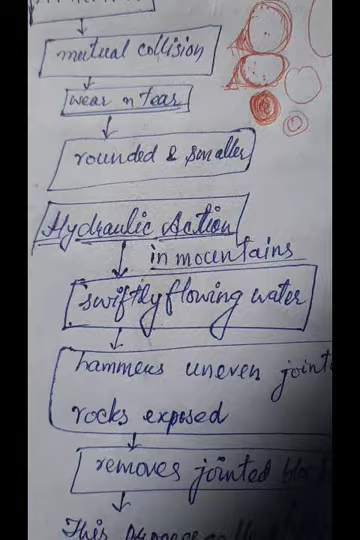 mutual collision
wear n tear
rounded & smaller
Hydraulic Action
in mountains
swiftly flowing water
hammers uneven joint
rocks exposed
removes jointed
This